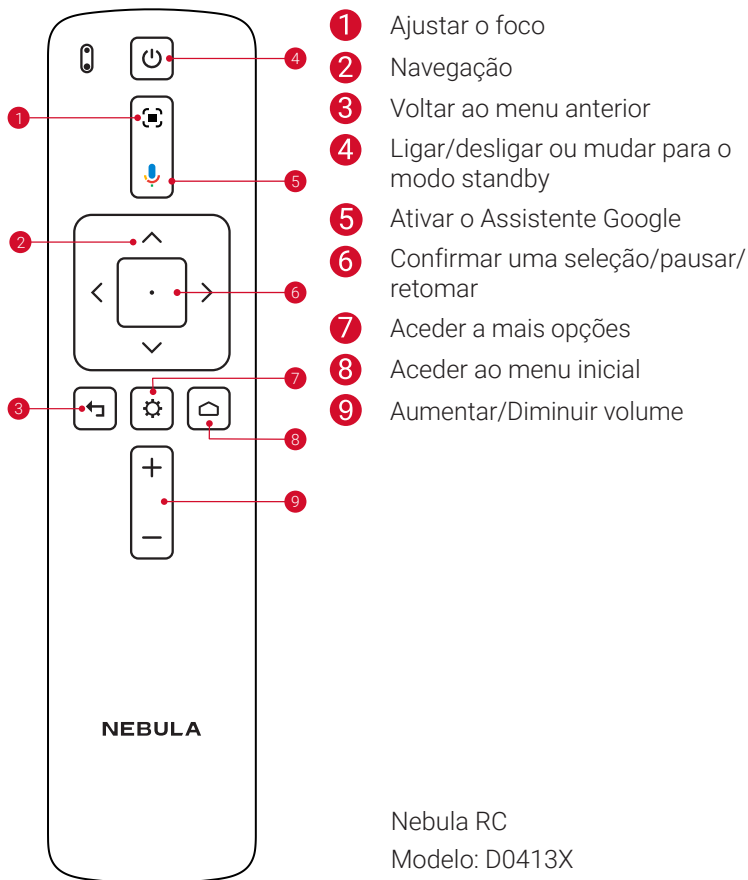 4
1
5
2
6
7
3
8
9
NEBULA
1 Ajustar o foco
2 Navegação
3 Voltar ao menu anterior
4 Ligar/desligar ou mudar para o
modo standby
5 Ativar o Assistente Google
6 Confirmar uma seleção/pausar/
retomar
7 Aceder a mais opções
8 Aceder ao menu inicial
9 Aumentar/Diminuir volume
Nebula RC
Modelo: D0413X